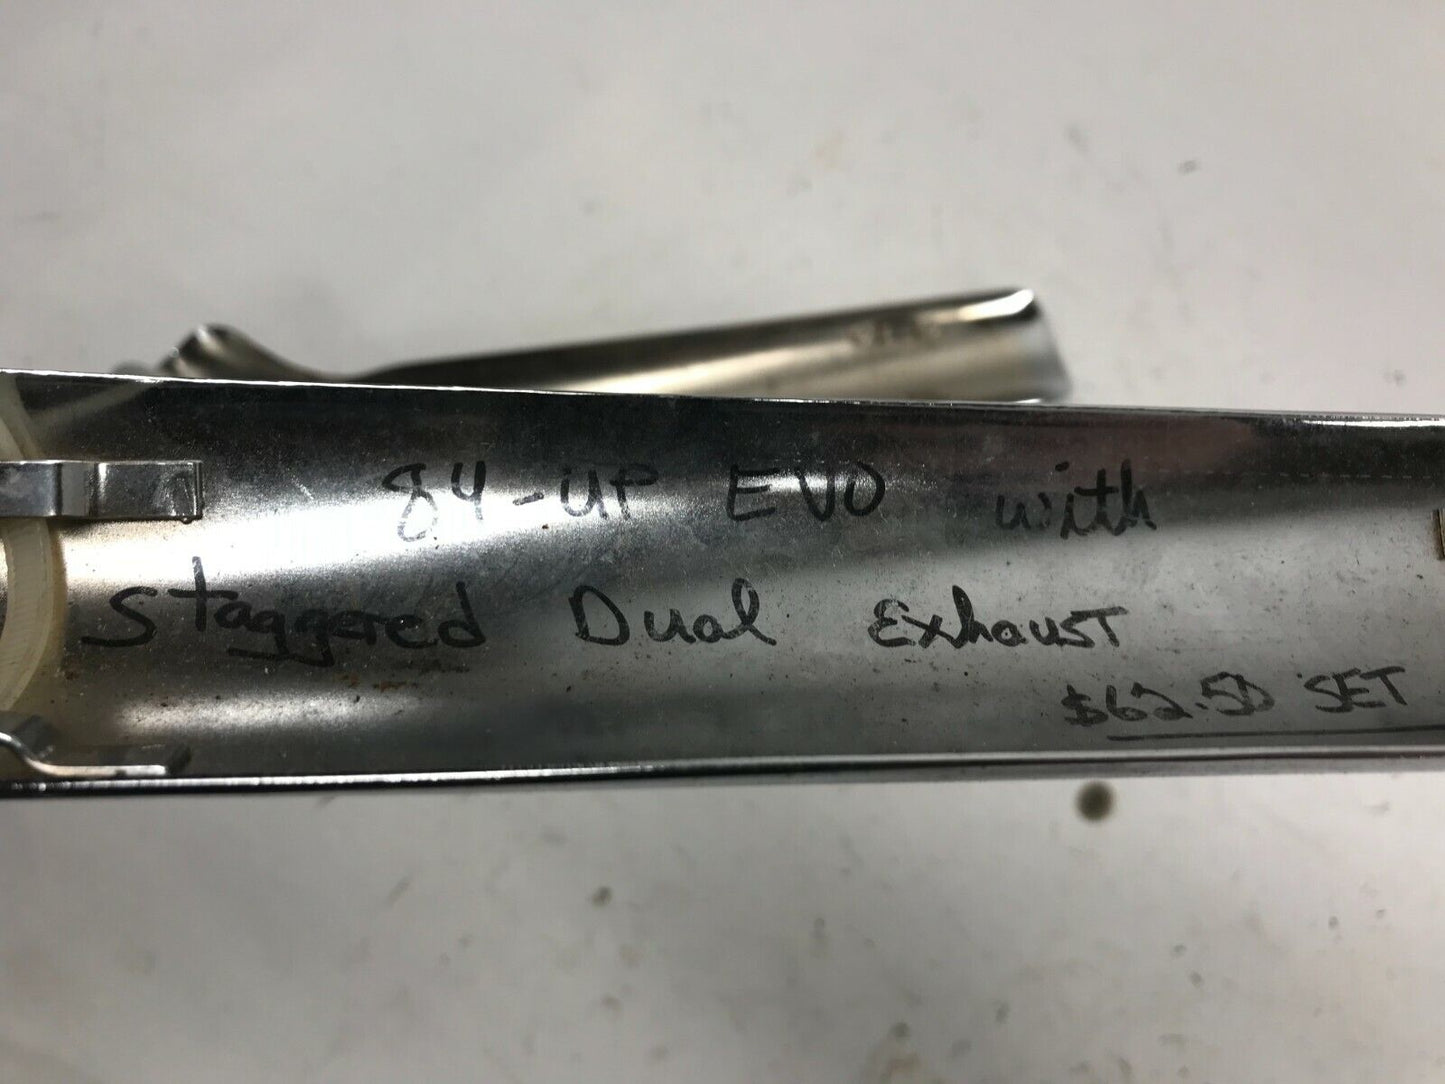 84-UP EVO with
Staggered Dual Exhaust
$62.50 SET